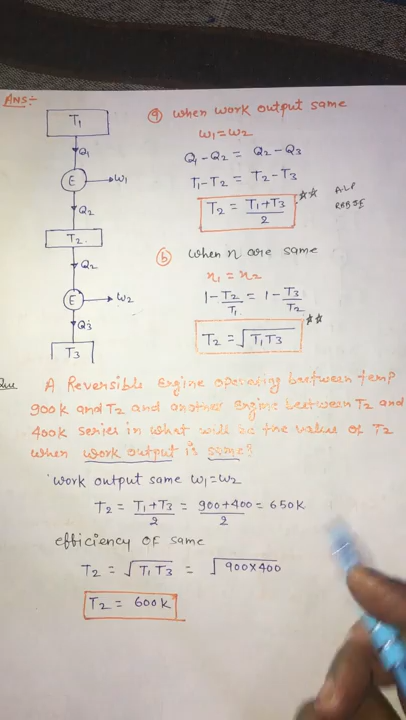 Ans:-
T1
Q1
E
W1
Q2
T2
Q2
E
W2
Q3
T3
(a) When work output same
W1=W2
Q1-Q2 = Q2-Q3
T1-T2 = T2-T3
T2 = T1+T3/2
ALP
(b) When η are same
η1 = η2
1-T2/T1 = 1-T3/T2
T2 = √T1T3
Que A Reversible Engine operating beetween temp
900K and T2 and another Engine beetween T2 and
400K series in what will be the value of T2
when work output is same?
Work output same W1=W2
T2 = T1+T3/2 = 900+400/2 = 650K
efficiency of same
T2 = √T1T3 = √900×400
T2 = 600K